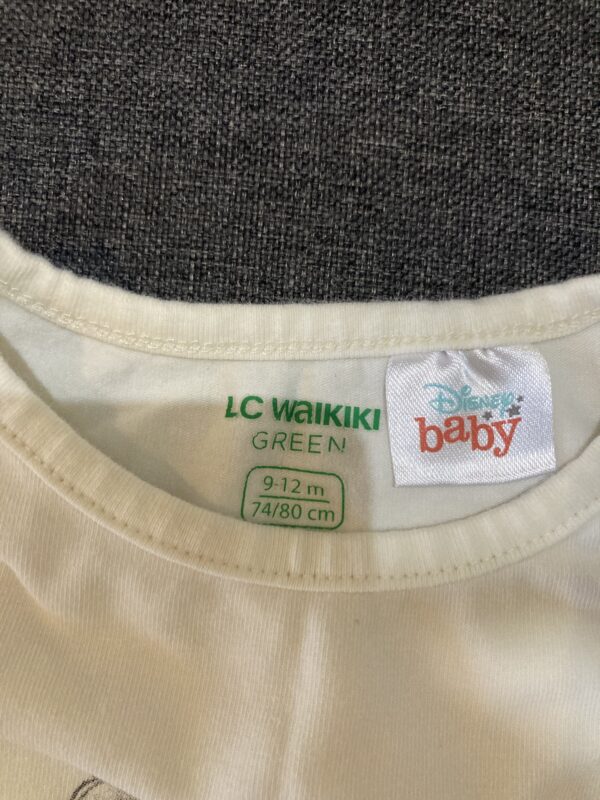 LC WAIKIKI
GREEN
9-12 m
74/80 cm
Disney
baby